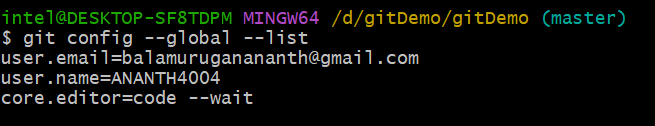 intel@DESKTOP-SF8TDPM MINGW64 /d/gitDemo/gitDemo (master)
$ git config --global --list
user.email=balamuruganananth@gmail.com
user.name=ANANTH4004
core.editor=code --wait